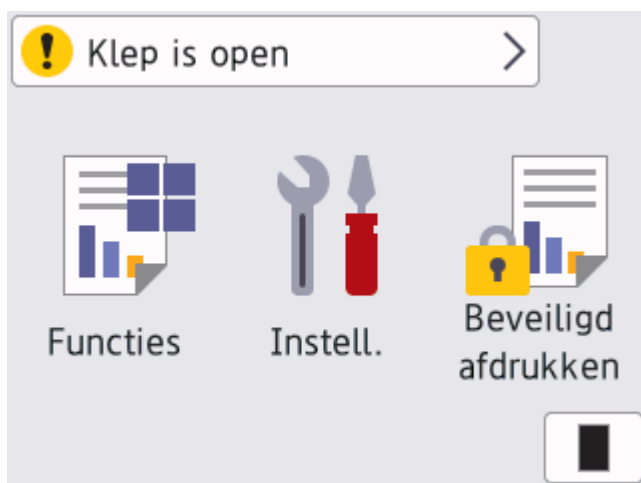 Klep is open
Functies
Instell.
Beveiligd
afdrukken